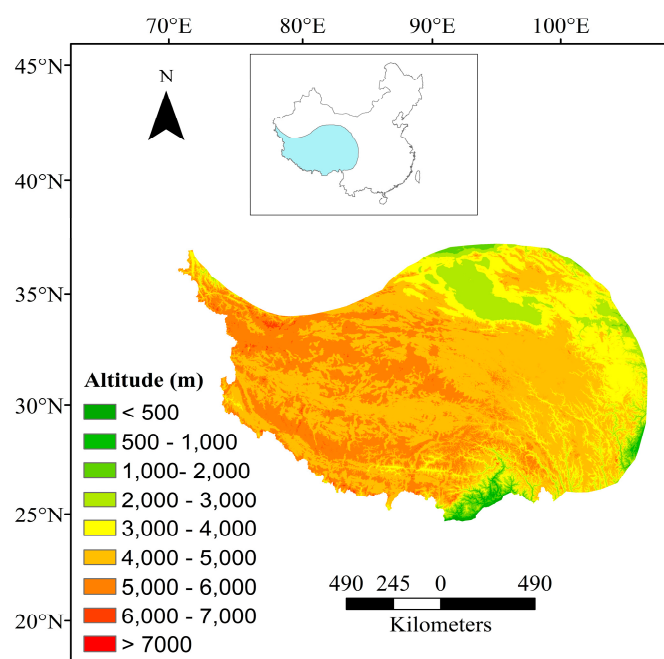 70°E 80°E 90°E 100°E
45°N
N
40°N
35°N
Altitude (m)
< 500
30°N
500 - 1,000
1,000- 2,000
2,000 - 3,000
25°N
3,000 - 4,000
4,000 - 5,000
5,000 - 6,000
490 245 0 490
20°N
6,000 - 7,000
Kilometers
> 7000